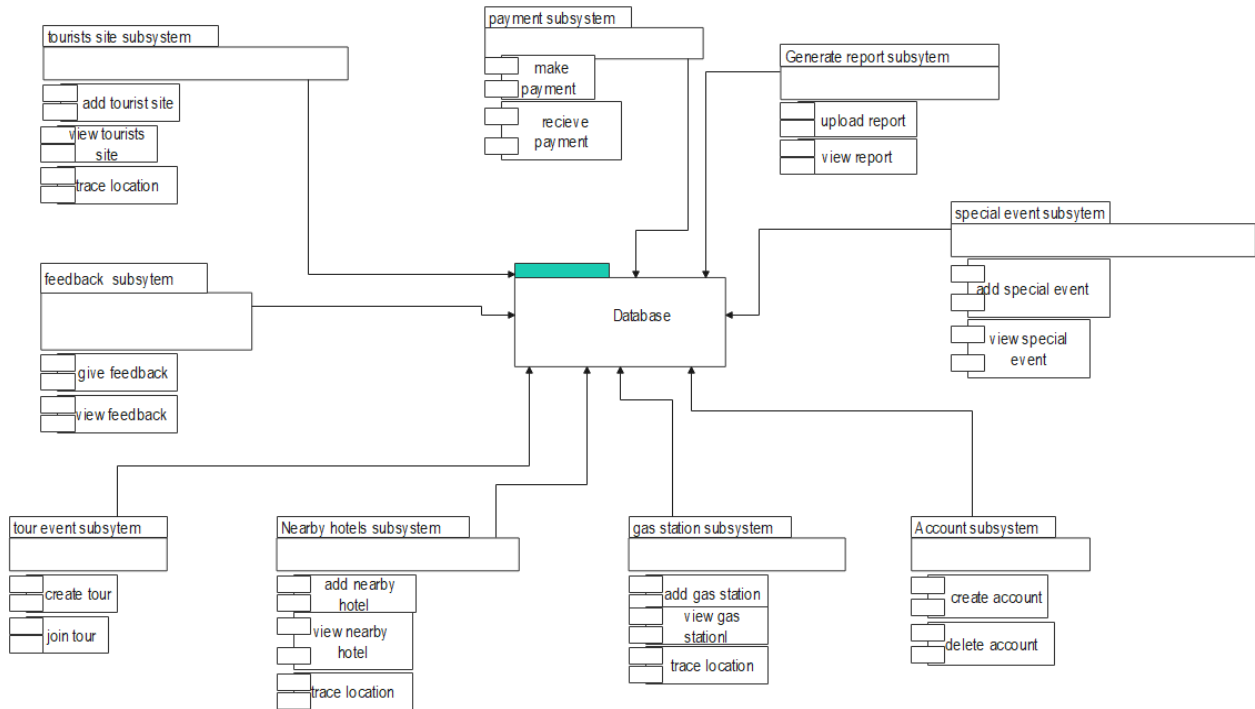 tourists site subsystem
add tourist site
view tourists
site
trace location
payment subsystem
make
payment
recieve
payment
Generate report subsytem
upload report
view report
special event subsytem
add special event
view special
event
feedback subsytem
give feedback
view feedback
Database
tour event subsytem
create tour
join tour
Nearby hotels subsystem
add nearby
hotel
view nearby
hotel
trace location
gas station subsystem
add gas station
view gas
stationl
trace location
Account subsystem
create account
delete account